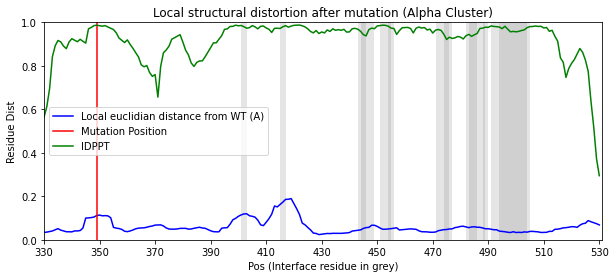 Local structural distortion after mutation (Alpha Cluster)
1.0
0.8
0.6
0.4
0.2
0.0
Residue Dist
Local euclidian distance from WT (A)
Mutation Position
lDPPT
330 350 370 390 410 430 450 470 490 510 530
Pos (Interface residue in grey)